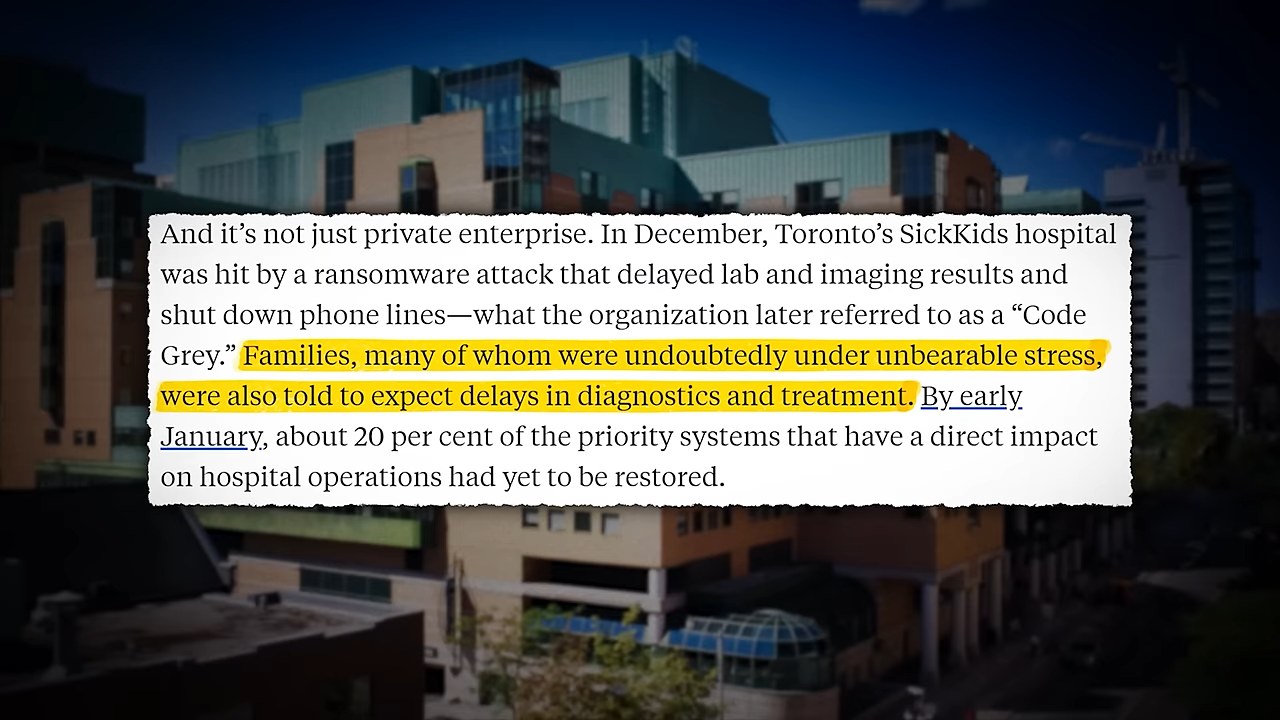 And it’s not just private enterprise. In December, Toronto’s SickKids hospital
was hit by a ransomware attack that delayed lab and imaging results and
shut down phone lines—what the organization later referred to as a “Code
Grey.” Families, many of whom were undoubtedly under unbearable stress,
were also told to expect delays in diagnostics and treatment. By early
January, about 20 per cent of the priority systems that have a direct impact
on hospital operations had yet to be restored.